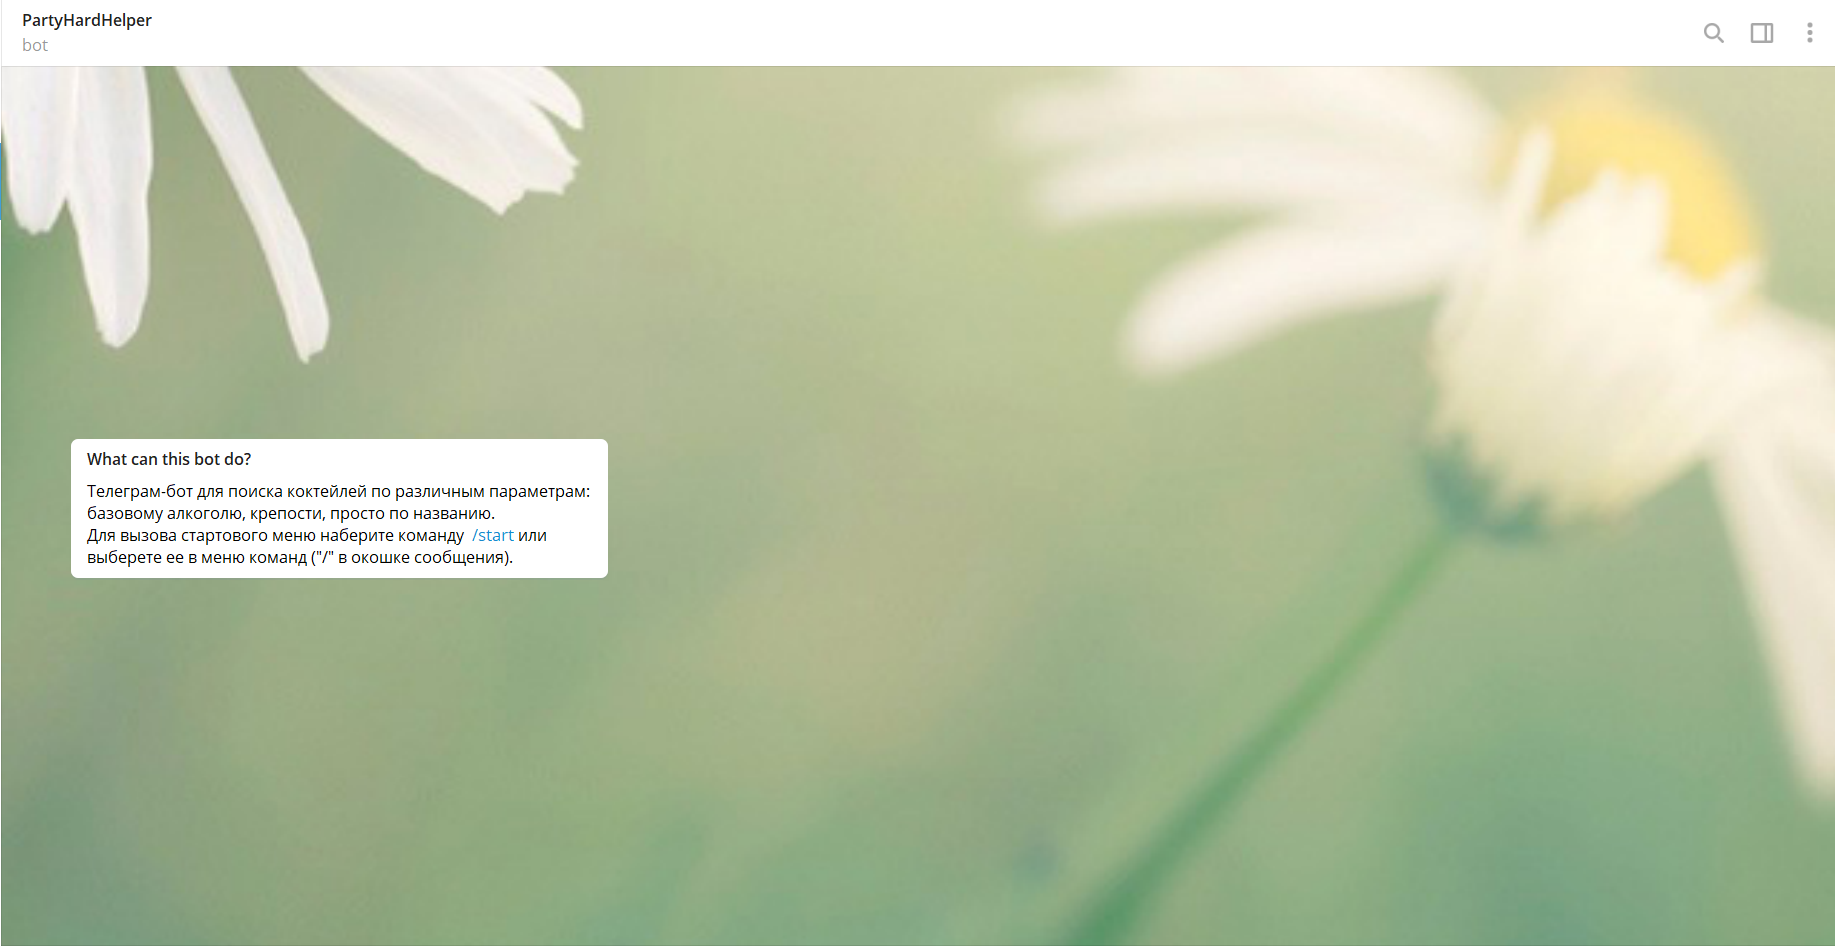 PartyHardHelper
bot
What can this bot do?
Телеграм-бот для поиска коктейлей по различным параметрам:
базовому алкоголю, крепости, просто по названию.
Для вызова стартового меню наберите команду  /start или
выберете ее в меню команд ("/" в окошке сообщения).